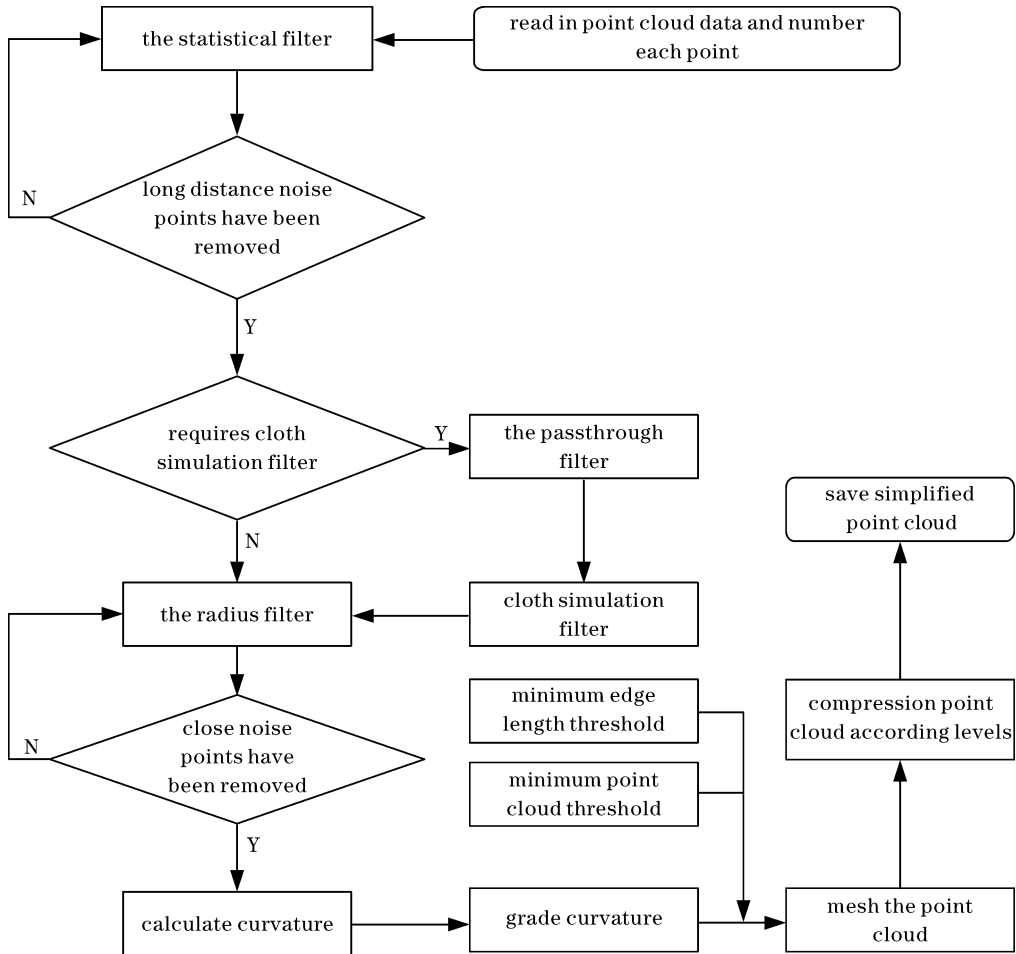 the statistical filter
read in point cloud data and number
each point
long distance noise
points have been
removed
N
Y
requires cloth
simulation filter
Y
the passthrough
filter
N
save simplified
point cloud
the radius filter
cloth simulation
filter
minimum edge
length threshold
compression point
cloud according levels
close noise
points have
been removed
N
minimum point
cloud threshold
Y
calculate curvature
grade curvature
mesh the point
cloud